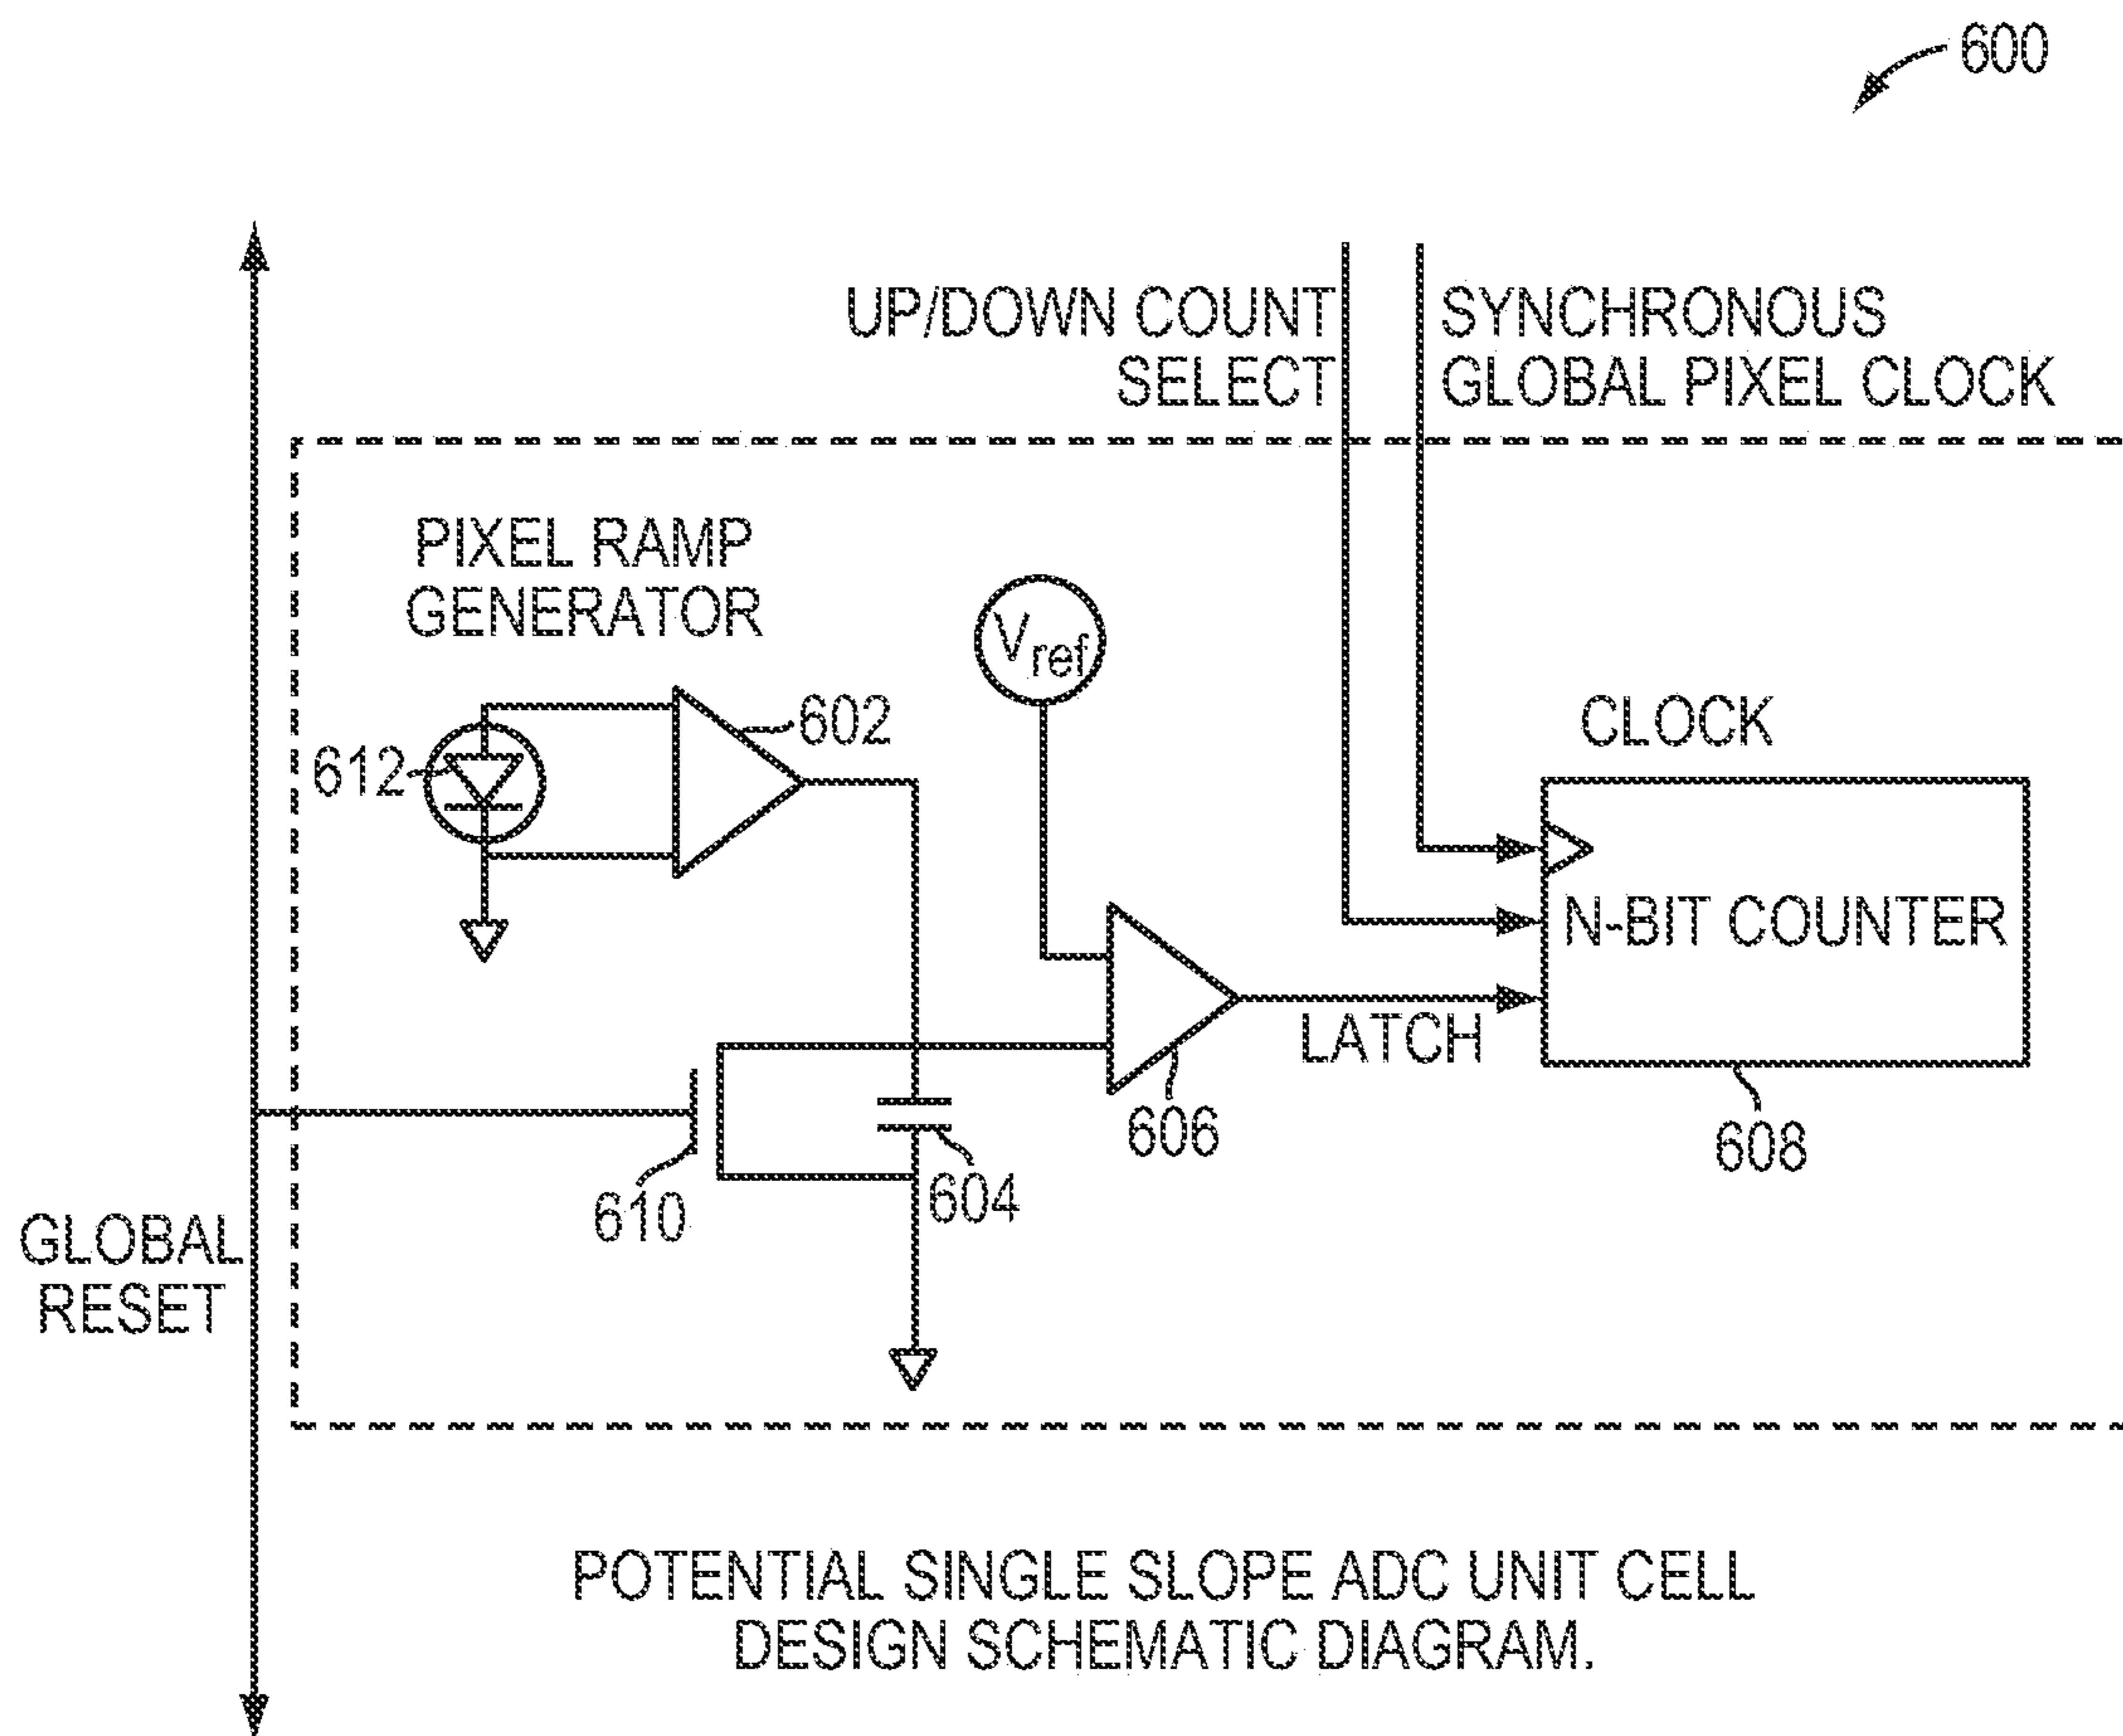 600
UP/DOWN COUNT
SELECT
SYNCHRONOUS
GLOBAL PIXEL CLOCK
PIXEL RAMP
GENERATOR
Vref
602
612
CLOCK
N-BIT COUNTER
LATCH
606
608
610
604
GLOBAL
RESET
POTENTIAL SINGLE SLOPE ADC UNIT CELL
DESIGN SCHEMATIC DIAGRAM.